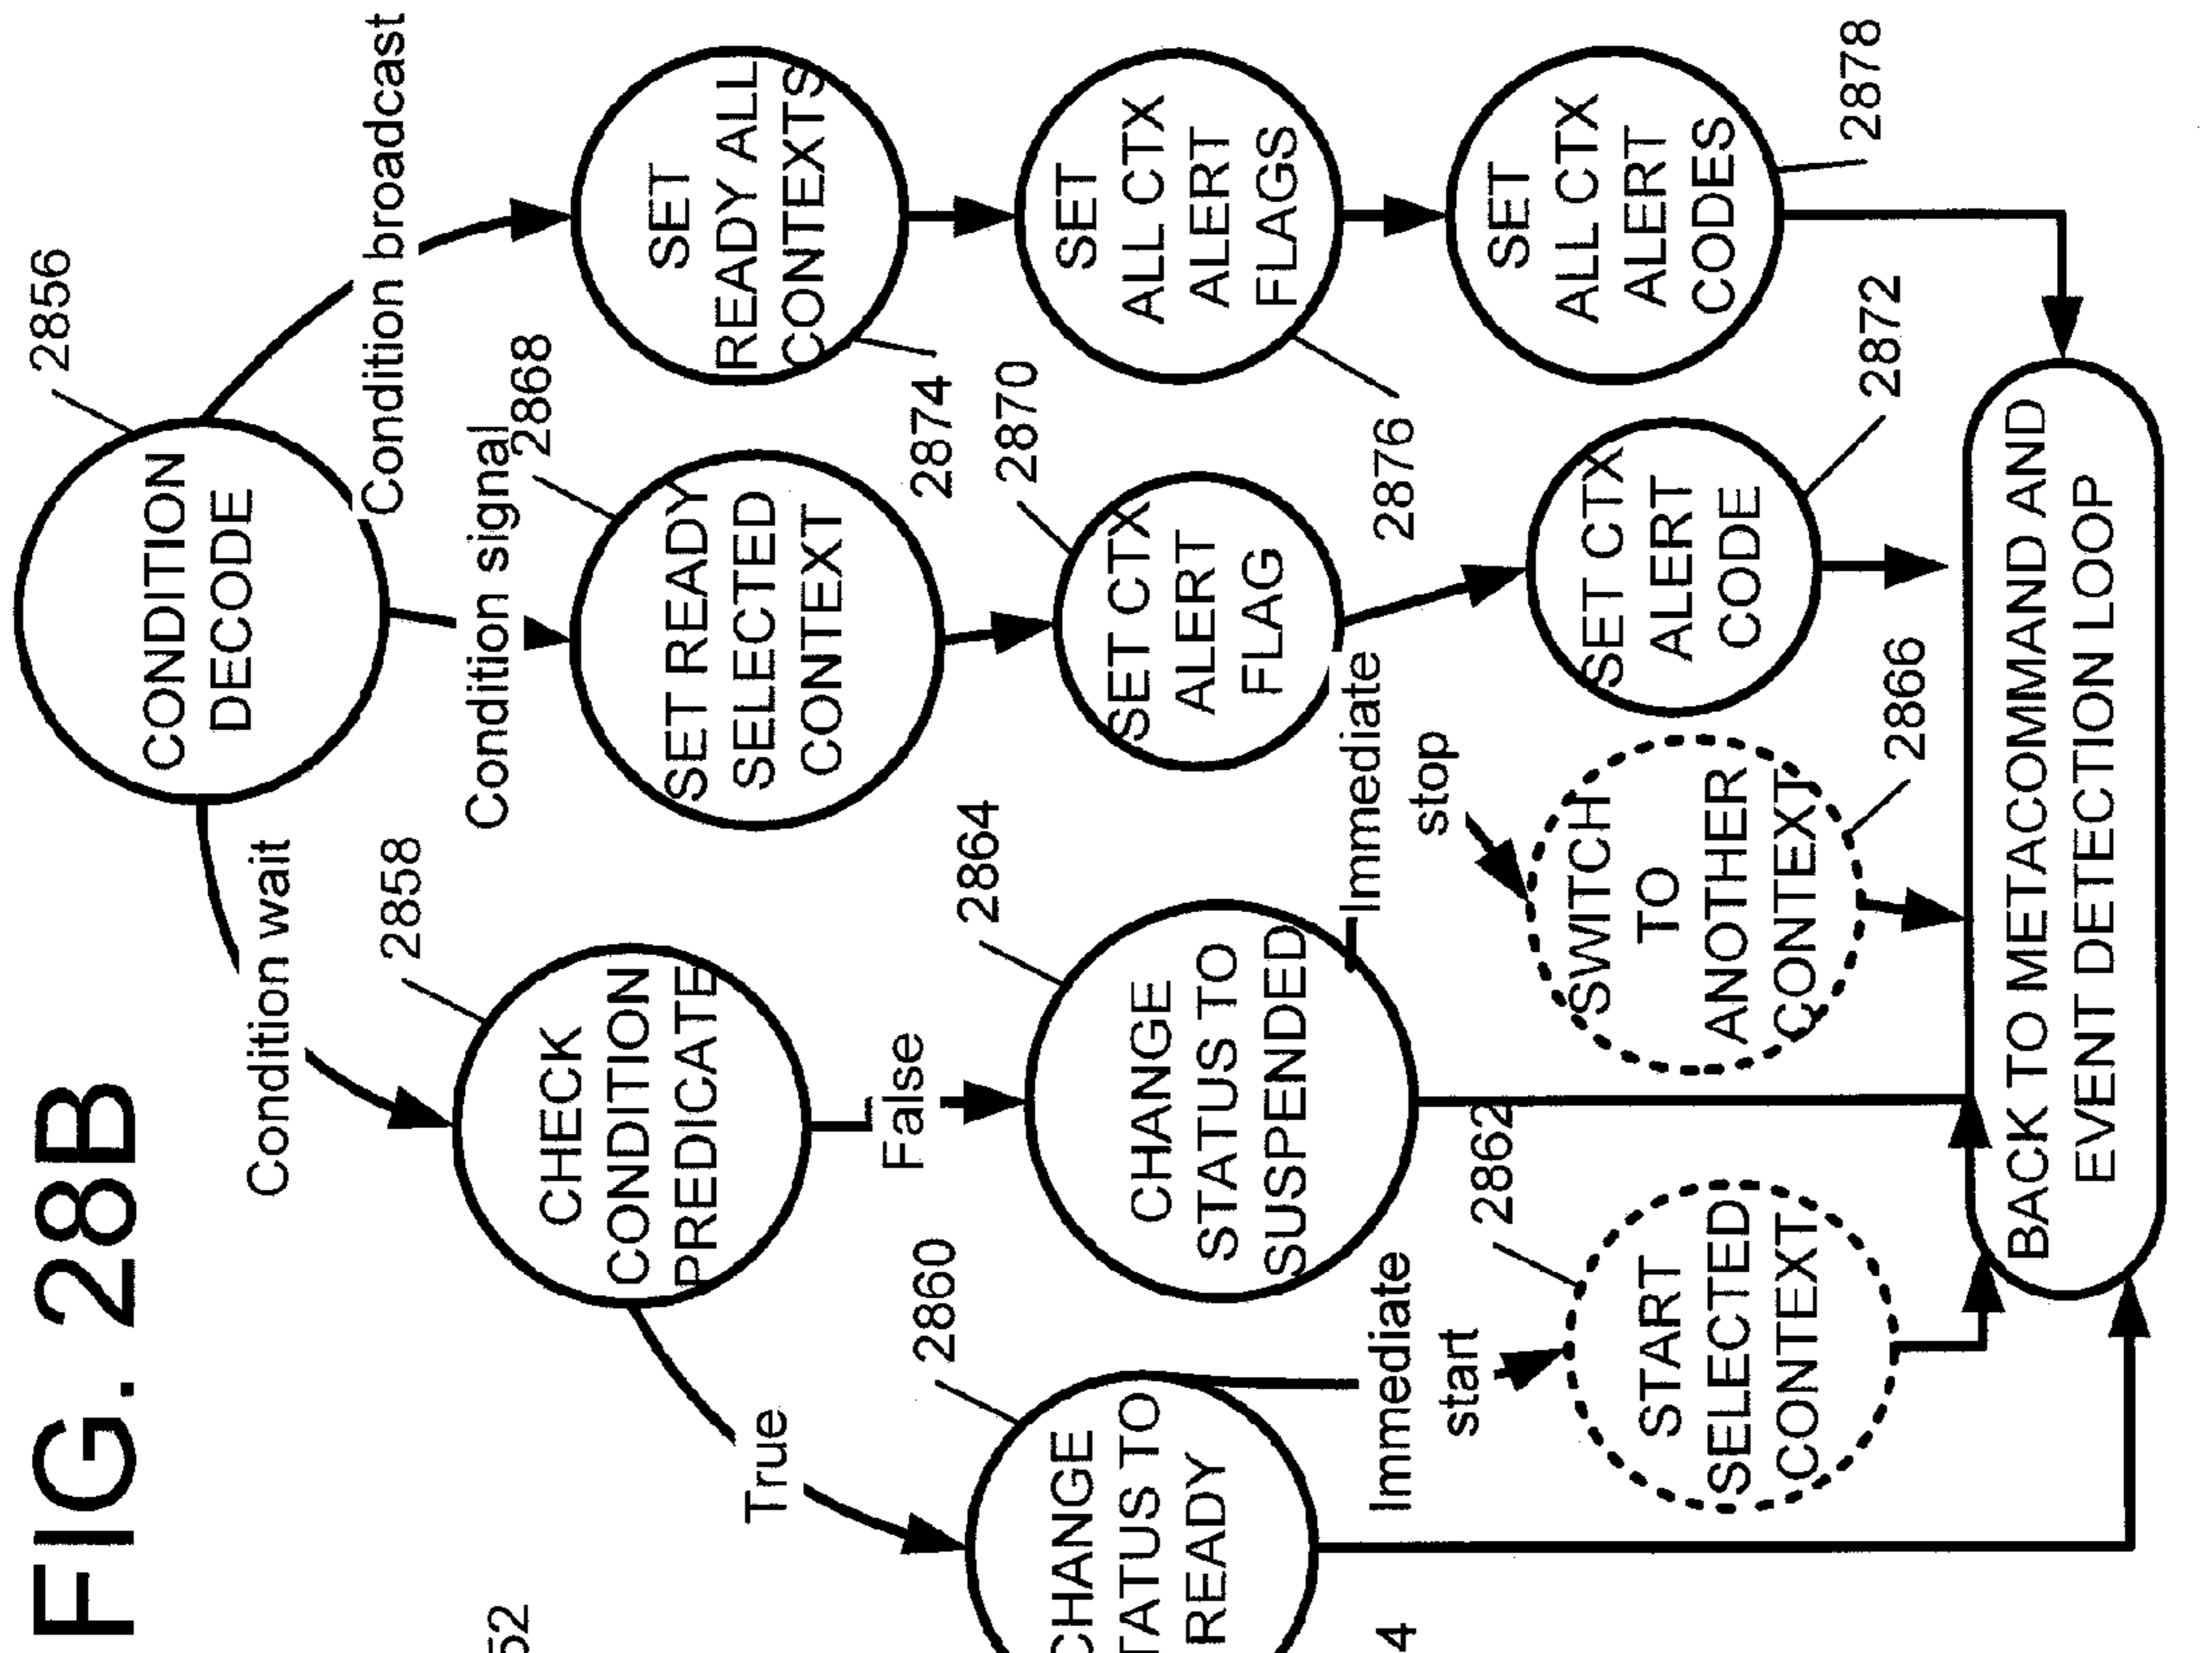 FIG. 28B
2856
CONDITION
DECODE
Condition wait
Condition signal
Condition broadcast
2858
CHECK
CONDITION
PREDICATE
2868
SET READY
SELECTED
CONTEXT
2874
SET
READY ALL
CONTEXTS
True
False
2860
CHANGE
TATUS TO
READY
2864
CHANGE
STATUS TO
SUSPENDED
2870
SET CTX
ALERT
FLAG
2876
SET
ALL CTX
ALERT
FLAGS
Immediate
start
Immediate
stop
2862
START
SELECTED
CONTEXT
2866
SWITCH
TO
ANOTHER
CONTEXT
2872
SET CTX
ALERT
CODE
2878
SET
ALL CTX
ALERT
CODES
BACK TO METACOMMAND AND
EVENT DETECTION LOOP
52
4